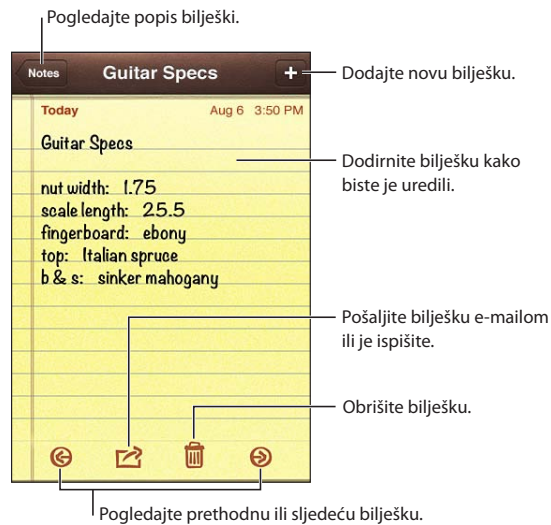 Pogledajte popis bilješki.
Notes
Guitar Specs
+
Dodajte novu bilješku.
Today
Aug 6 3:50 PM
Guitar Specs
Dodirnite bilješku kako
biste je uredili.
nut width: 1.75
scale length: 25.5
fingerboard: ebony
top: Italian spruce
b & s: sinker mahogany
Pošaljite bilješku e-mailom
ili je ispišite.
Obrišite bilješku.
Pogledajte prethodnu ili sljedeću bilješku.